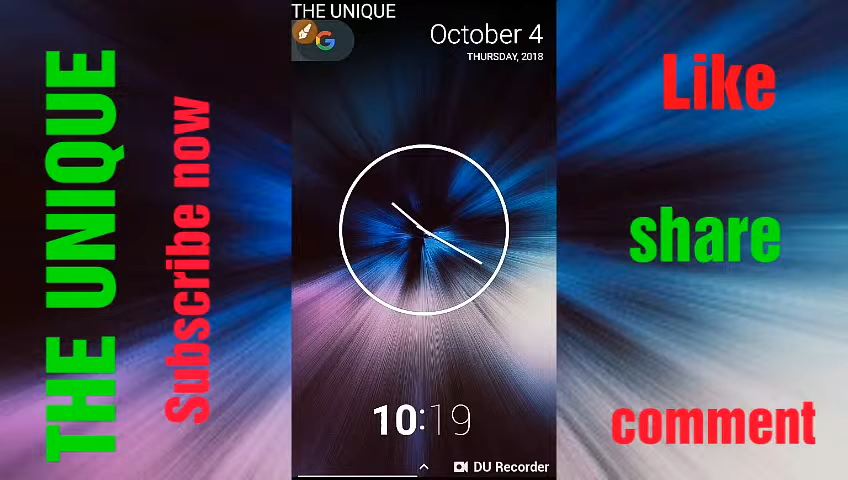 THE UNIQUE
Subscribe now
THE UNIQUE
G
October 4
THURSDAY, 2018
10:19
DU Recorder
Like
share
comment